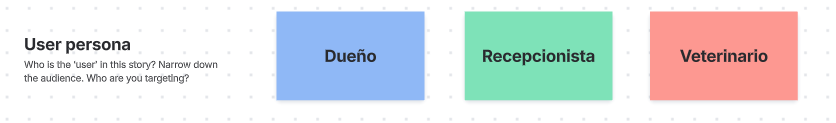 User persona
Who is the 'user' in this story? Narrow down
the audience. Who are you targeting?
Dueño
Recepcionista
Veterinario